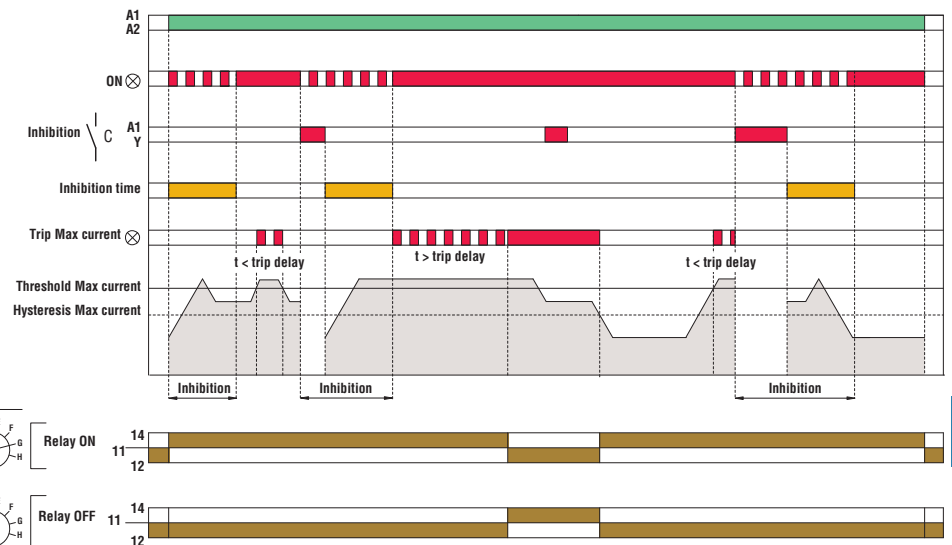 A1
A2
ON
Inhibition C A1
Y
Inhibition time
Trip Max current
t < trip delay t > trip delay t < trip delay
Threshold Max current
Hysteresis Max current
Inhibition Inhibition Inhibition
F
G
H
Relay ON 14
11
12
F
G
H
Relay OFF 14
11
12